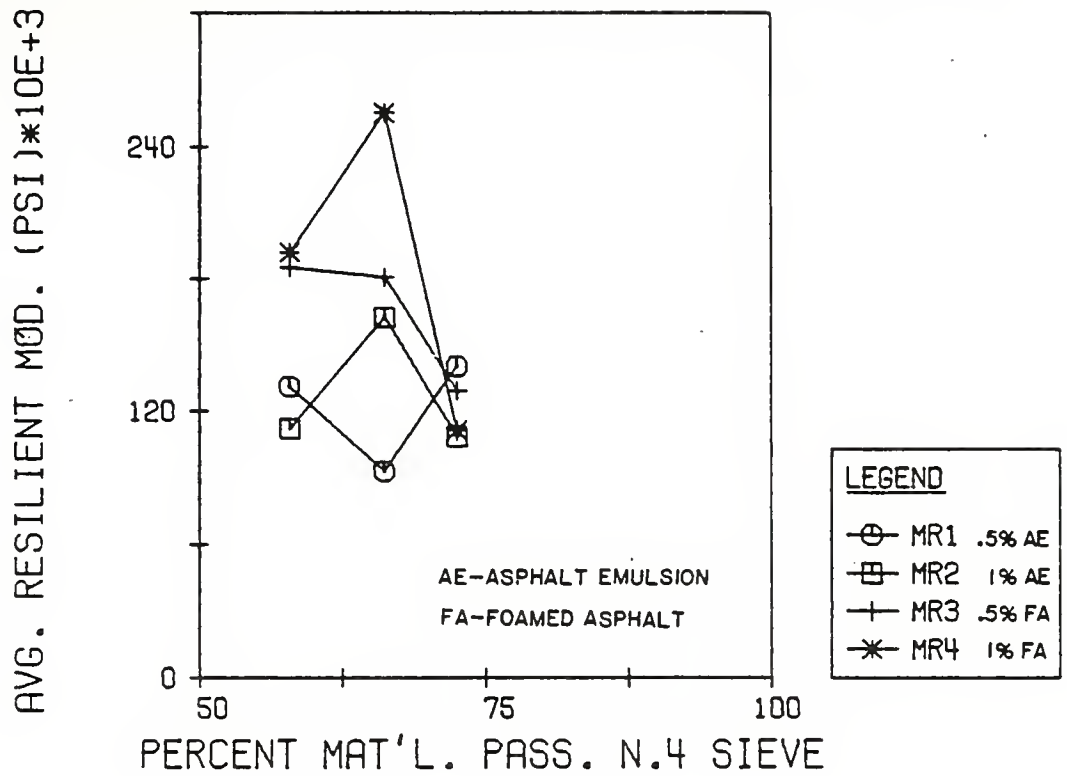 AVG. RESILIENT MØD. (PSI)*10E+3
240
120
0
50
75
100
PERCENT MAT'L. PASS. N.4 SIEVE
AE-ASPHALT EMULSION
FA-FOAMED ASPHALT
LEGEND
MR1 .5% AE
MR2 1% AE
MR3 .5% FA
MR4 1% FA